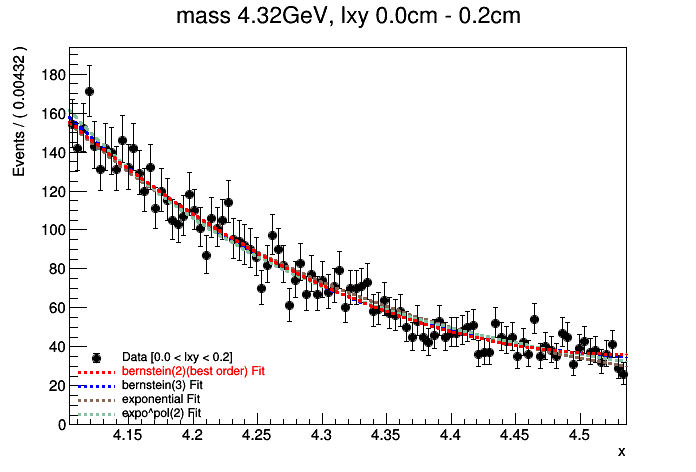 mass 4.32GeV, lxy 0.0cm - 0.2cm
Events / ( 0.00432 )
180
160
140
120
100
80
60
40
20
0
Data [0.0 < lxy < 0.2]
bernstein(2)(best order) Fit
bernstein(3) Fit
exponential Fit
expo^pol(2) Fit
4.15 4.2 4.25 4.3 4.35 4.4 4.45 4.5
x